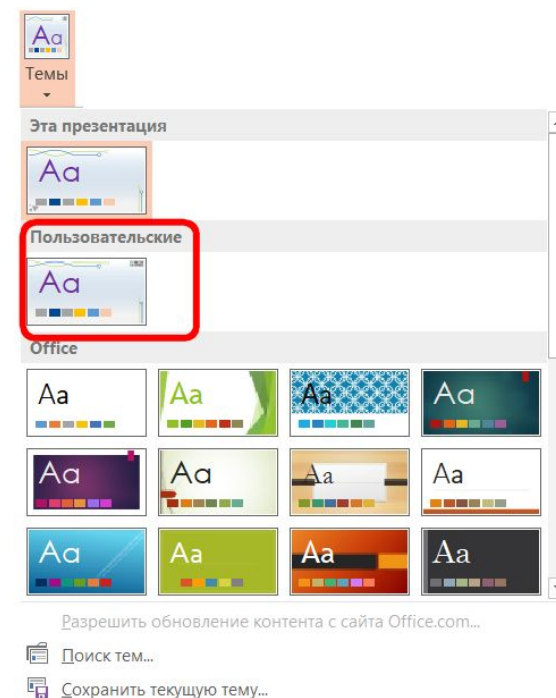 Aa
Темы
Эта презентация
Aa
Пользовательские
Aa
Office
Aa Aa Aa Aa
Aa Aa Aa Aa
Aa Aa Aa Aa
Разрешить обновление контента с сайта Office.com...
Поиск тем...
Сохранить текущую тему...